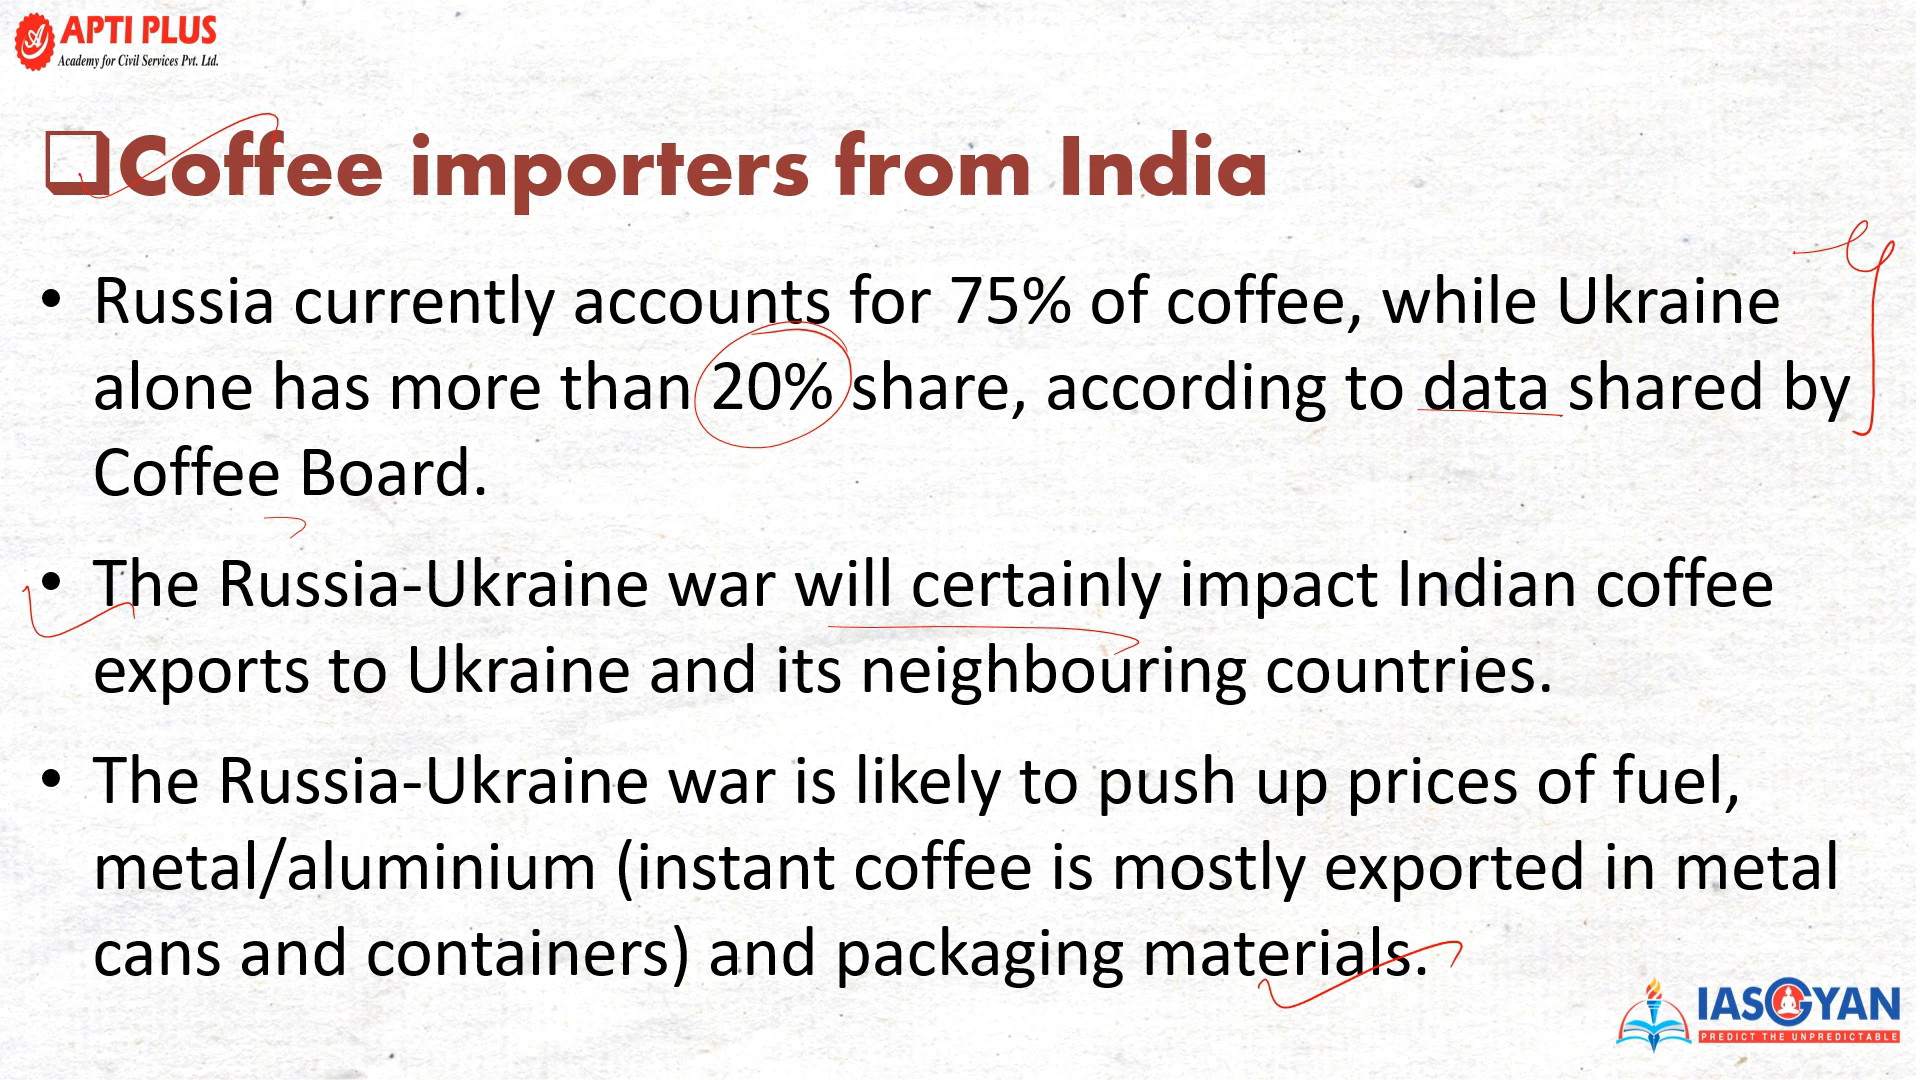 APTI PLUS
Academy for Civil Services Pvt. Ltd.
Coffee importers from India
• Russia currently accounts for 75% of coffee, while Ukraine
alone has more than 20% share, according to data shared by
Coffee Board.
• The Russia-Ukraine war will certainly impact Indian coffee
exports to Ukraine and its neighbouring countries.
• The Russia-Ukraine war is likely to push up prices of fuel,
metal/aluminium (instant coffee is mostly exported in metal
cans and containers) and packaging materials.
IASGYAN
PREDICT THE UNPREDICTABLE